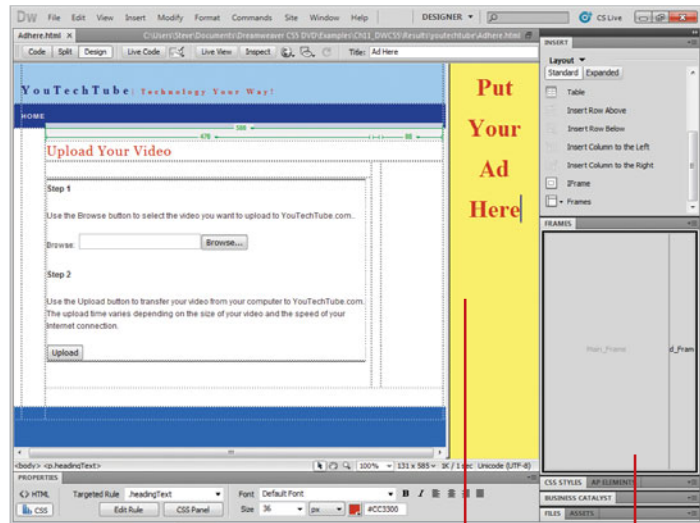 DW File Edit View Insert Modify Format Commands Site Window Help DESIGNER CS Live
Adhere.html C:\Users\Steve\Documents\Dreamweaver CS5 DVD\Examples\Ch11_DWCS5\Results\youtechtube\Adhere.html
Code Split Design Live Code Live View Inspect Title: Ad Here
YouTechTube| Technology Your Way!
HOME
Upload Your Video
Step 1
Use the Browse button to select the video you want to upload to YouTechTube.com..
Browse: Browse...
Step 2
Use the Upload button to transfer your video from your computer to YouTechTube.com.
The upload time varies depending on the size of your video and the speed of your
Internet connection.
Upload
Put
Your
Ad
Here
<body> <p.headingText> 100% 131 x 585 1K / 1 sec Unicode (UTF-8)
PROPERTIES
<> HTML Targeted Rule .headingText Font Default Font B I
CSS Edit Rule CSS Panel Size 36 px #CC3300
INSERT
Layout
Standard Expanded
Table
Insert Row Above
Insert Row Below
Insert Column to the Left
Insert Column to the Right
IFrame
Frames
FRAMES
Main_Frame d_Fram
CSS STYLES AP ELEMENTS
BUSINESS CATALYST
FILES ASSETS